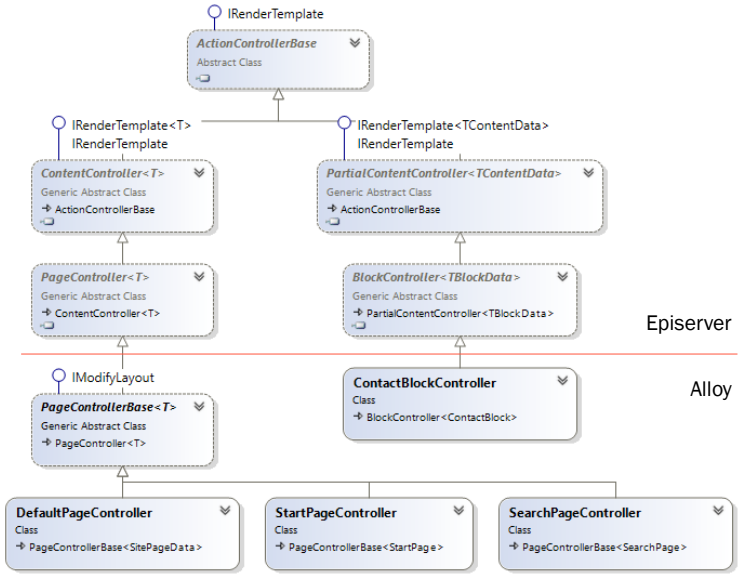 IRenderTemplate
ActionControllerBase
Abstract Class
IRenderTemplate<T>
IRenderTemplate
ContentController<T>
Generic Abstract Class
ActionControllerBase
IRenderTemplate<TContentData>
IRenderTemplate
PartialContentController<TContentData>
Generic Abstract Class
ActionControllerBase
PageController<T>
Generic Abstract Class
ContentController<T>
BlockController<TBlockData>
Generic Abstract Class
PartialContentController<TBlockData>
Episerver
Alloy
IModifyLayout
PageControllerBase<T>
Generic Abstract Class
PageController<T>
ContactBlockController
Class
BlockController<ContactBlock>
DefaultPageController
Class
PageControllerBase<SitePageData>
StartPageController
Class
PageControllerBase<StartPage>
SearchPageController
Class
PageControllerBase<SearchPage>